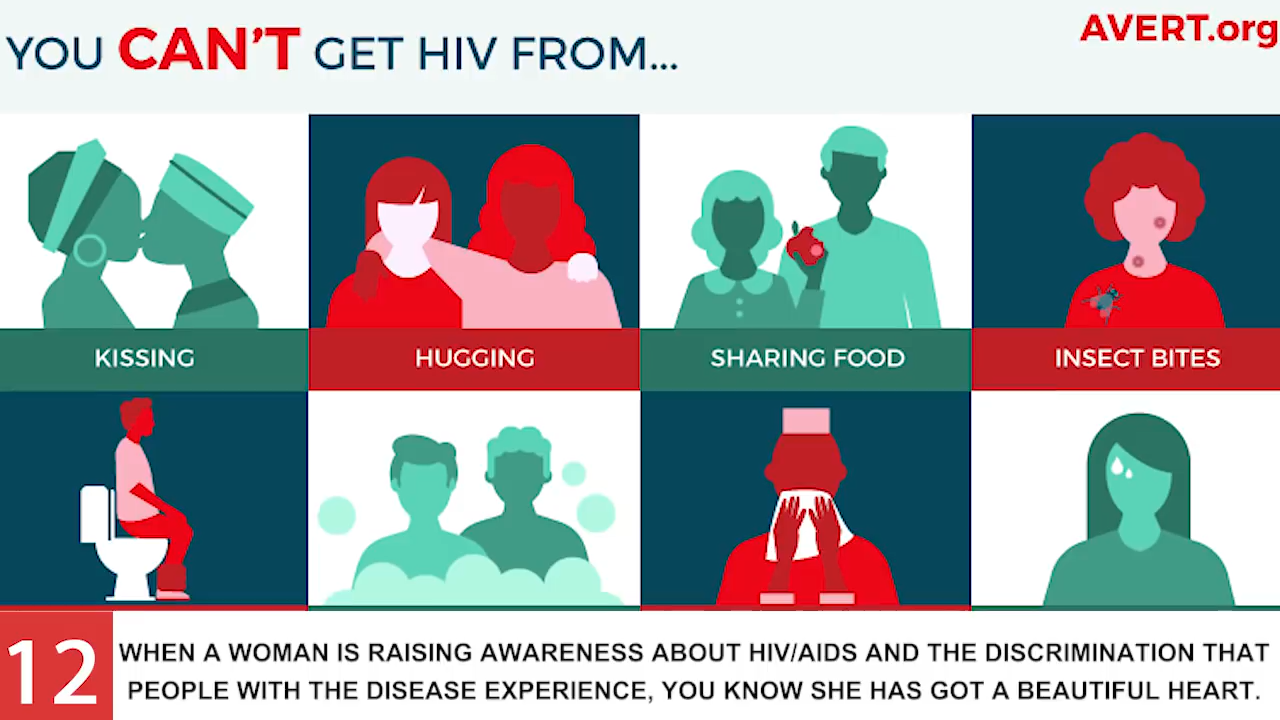 YOU CAN'T GET HIV FROM...
AVERT.org
KISSING
HUGGING
SHARING FOOD
INSECT BITES
12
WHEN A WOMAN IS RAISING AWARENESS ABOUT HIV/AIDS AND THE DISCRIMINATION THAT
PEOPLE WITH THE DISEASE EXPERIENCE, YOU KNOW SHE HAS GOT A BEAUTIFUL HEART.